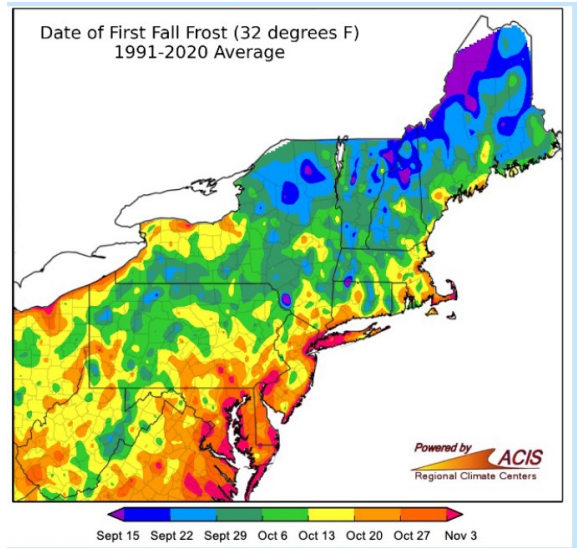 Date of First Fall Frost (32 degrees F)
1991-2020 Average
Powered by
ACIS
Regional Climate Centers
Sept 15 Sept 22 Sept 29 Oct 6 Oct 13 Oct 20 Oct 27 Nov 3